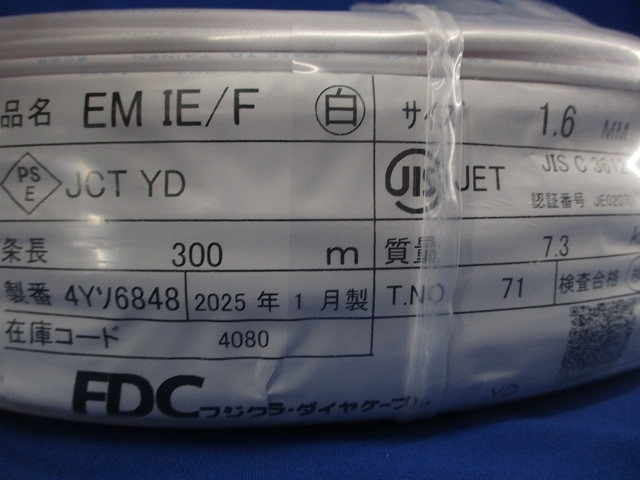 品名 EM IE/F 白 サイズ 1.6 MM
PS E JCT YD JIS JET JIS C 3612
認証番号
条長 300 m 質量 7.3
製番 4Yソ6848 2025 年 1 月製 T.NO 71 検査合格
在庫コード 4080
FDC フジクラ・ダイヤケーブル YD